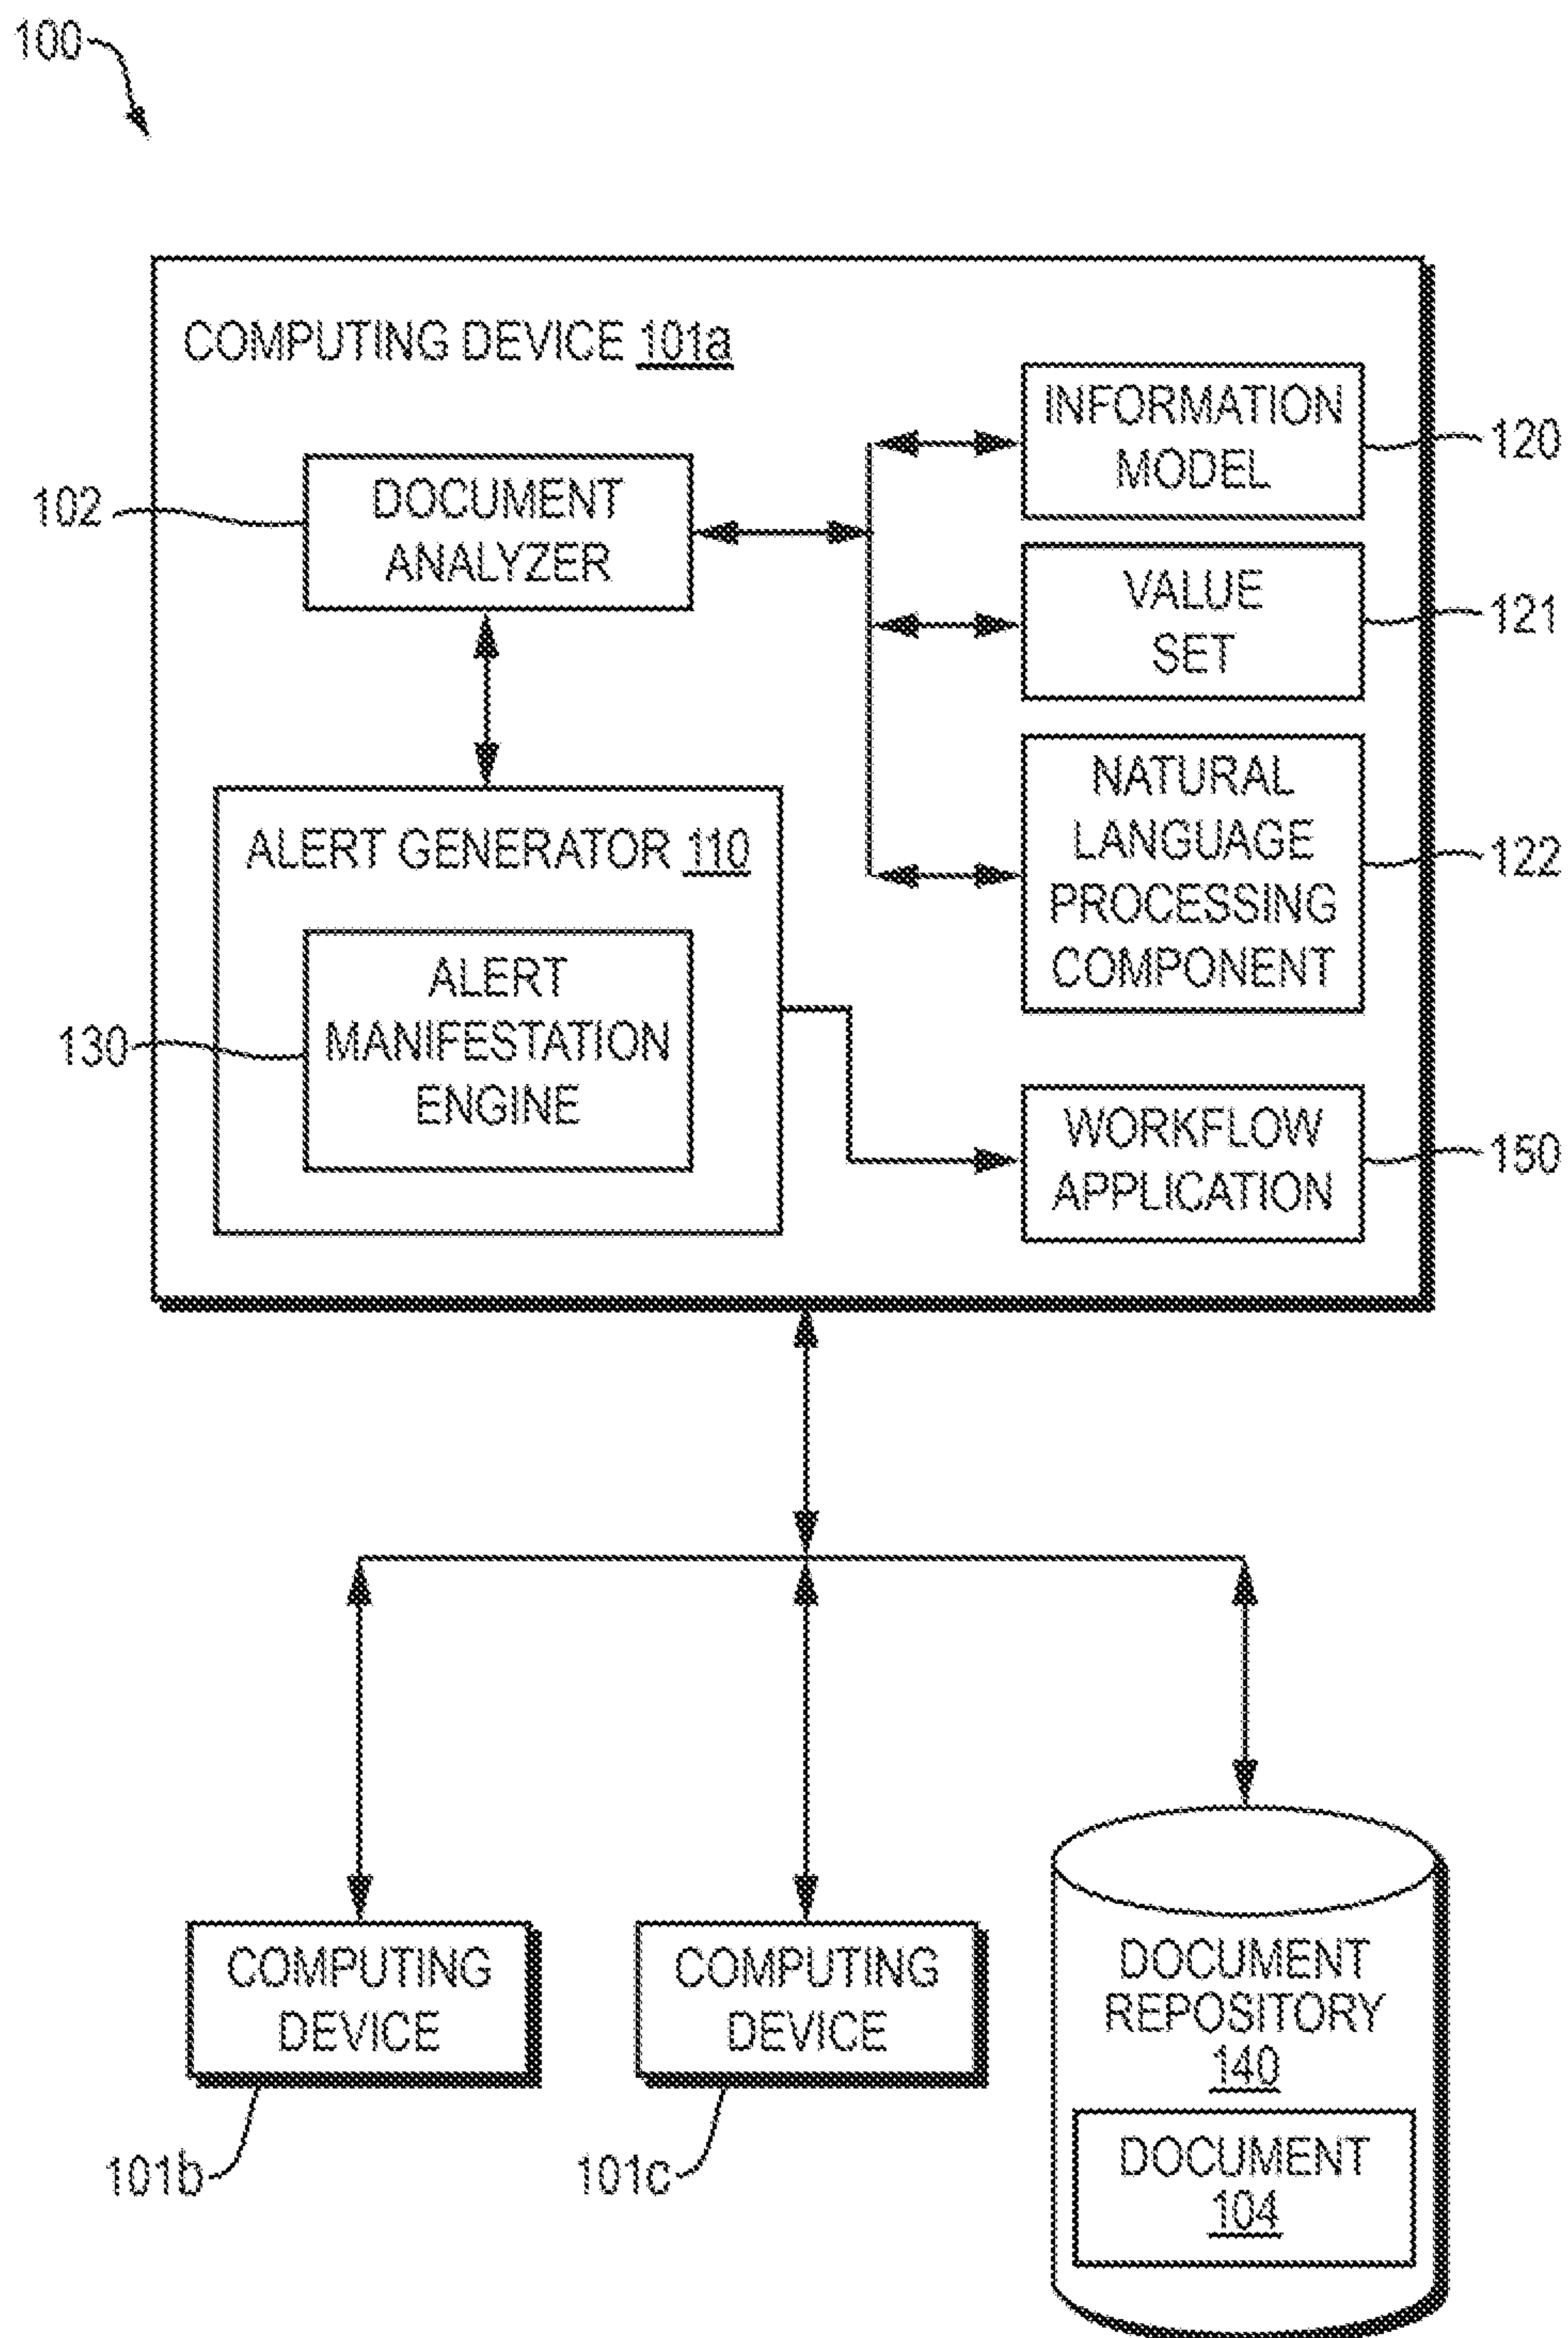 100
COMPUTING DEVICE 101a
INFORMATION
MODEL
120
102
DOCUMENT
ANALYZER
VALUE
SET
121
NATURAL
LANGUAGE
PROCESSING
COMPONENT
122
ALERT GENERATOR 110
130
ALERT
MANIFESTATION
ENGINE
WORKFLOW
APPLICATION
150
COMPUTING
DEVICE
101b
COMPUTING
DEVICE
101c
DOCUMENT
REPOSITORY
140
DOCUMENT
104